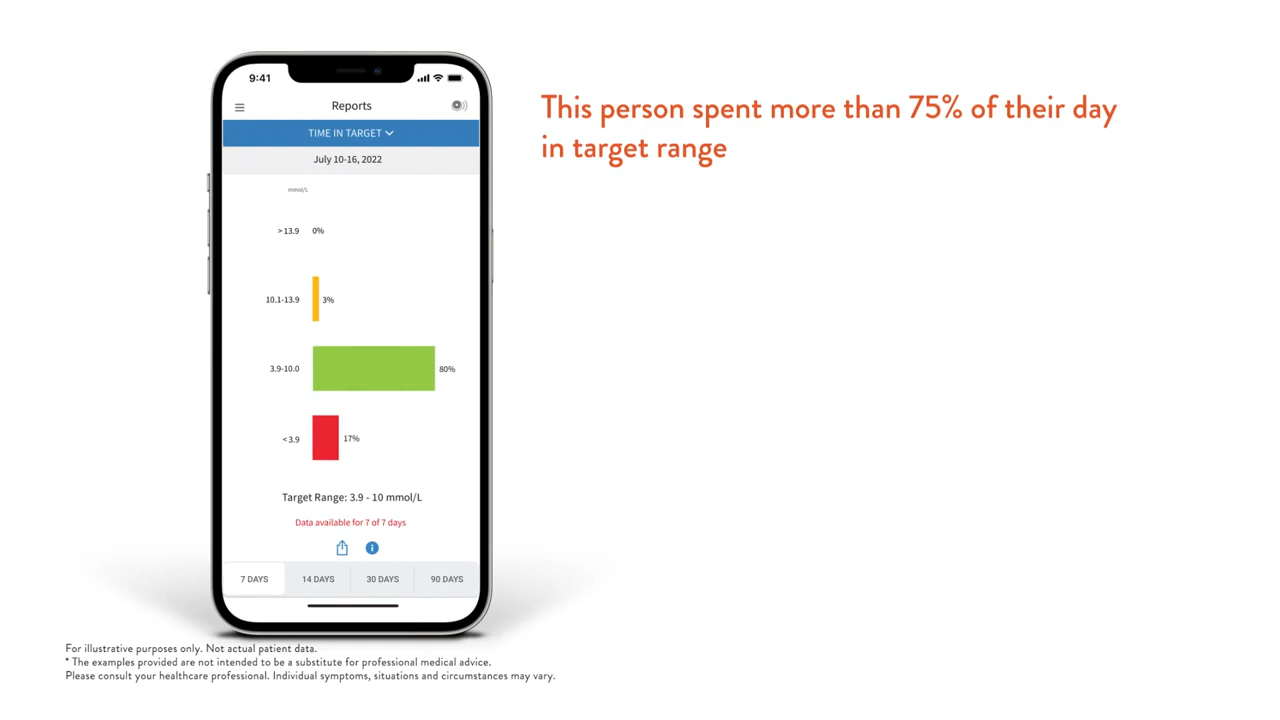 9:41
Reports
TIME IN TARGET
July 10-16, 2022
mmol/L
>13.9 0%
10.1-13.9 3%
3.9-10.0 80%
<3.9 17%
Target Range: 3.9 - 10 mmol/L
Data available for 7 of 7 days
7 DAYS 14 DAYS 30 DAYS 90 DAYS
This person spent more than 75% of their day
in target range
For illustrative purposes only. Not actual patient data.
* The examples provided are not intended to be a substitute for professional medical advice.
Please consult your healthcare professional. Individual symptoms, situations and circumstances may vary.